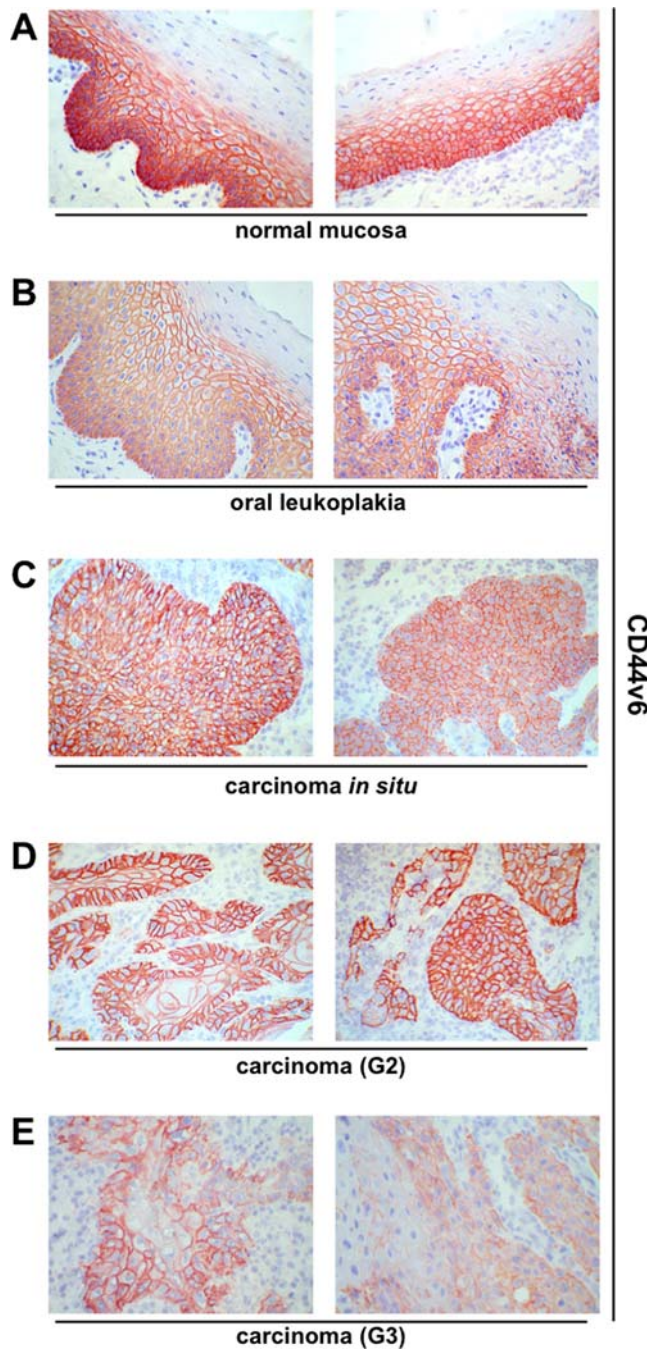 A
normal mucosa
B
oral leukoplakia
C
carcinoma in situ
D
carcinoma (G2)
E
carcinoma (G3)
CD44v6